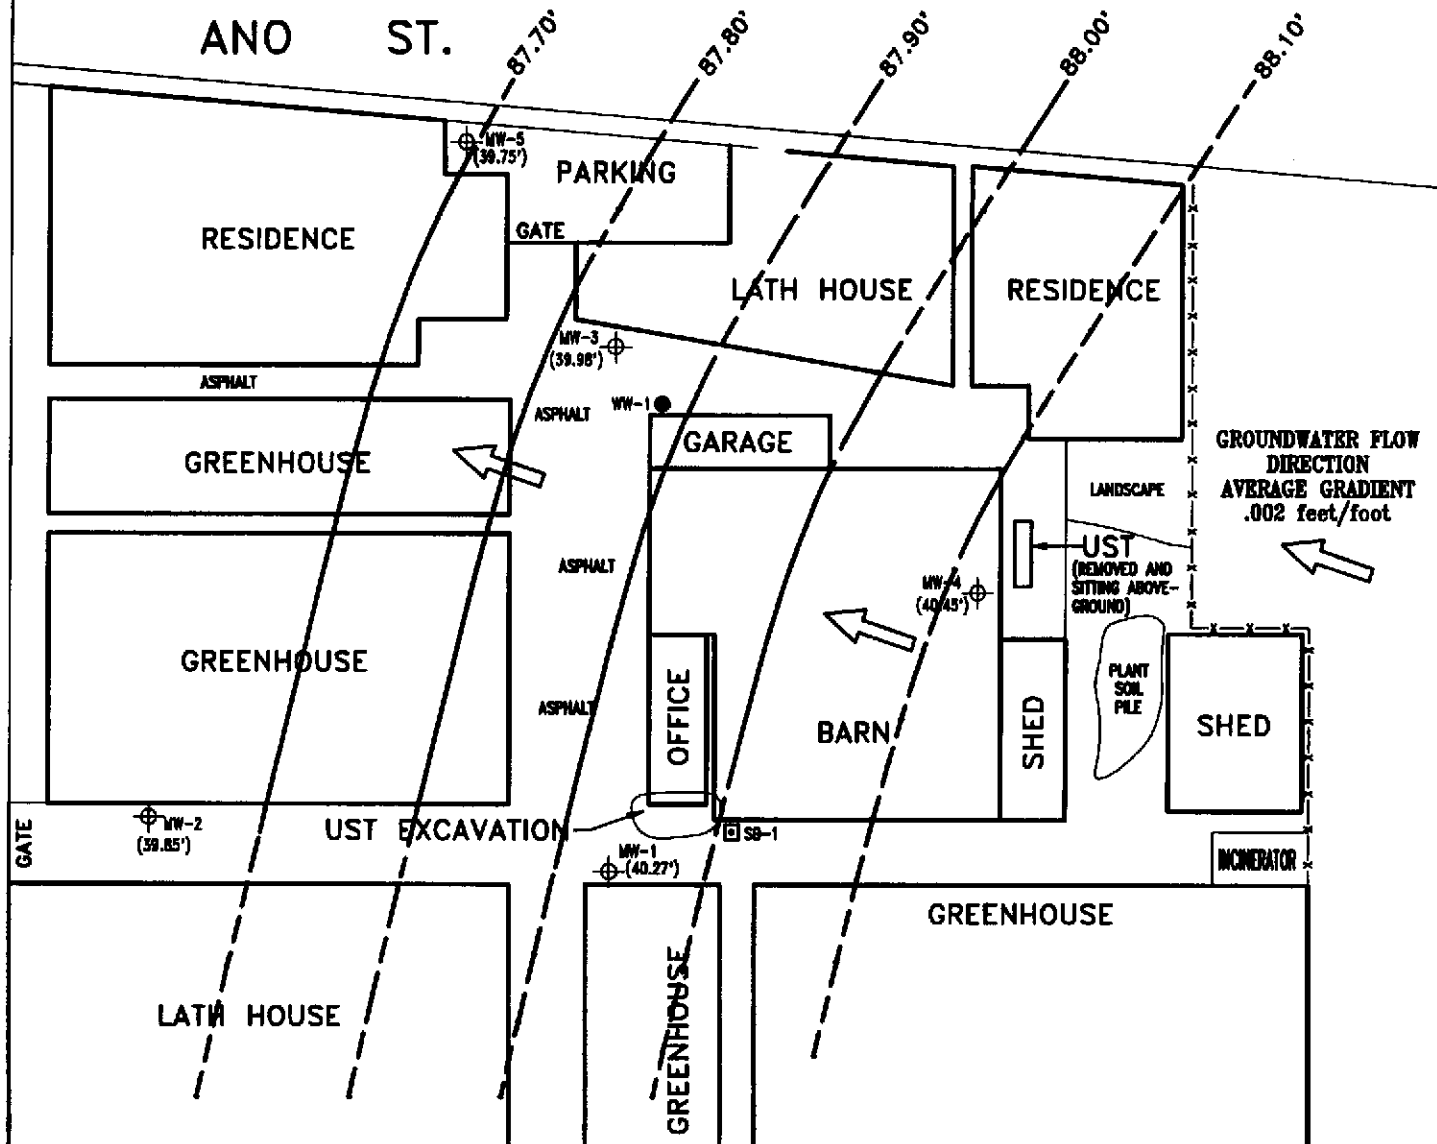 ANO ST.
87.70'
87.80'
87.90'
88.00'
88.10'
MW-5
(39.75')
PARKING
RESIDENCE
GATE
LATH HOUSE
RESIDENCE
MW-3
(39.98')
ASPHALT
WW-1
ASPHALT
GARAGE
GREENHOUSE
GROUNDWATER FLOW
DIRECTION
AVERAGE GRADIENT
.002 feet/foot
LANDSCAPE
UST
(REMOVED AND
SITTING ABOVE-
GROUND)
ASPHALT
MW-4
(40.45')
GREENHOUSE
PLANT
SOIL
PILE
OFFICE
ASPHALT
BARN
SHED
SHED
MW-2
(39.85')
UST EXCAVATION
SB-1
GATE
MW-1
(40.27')
INCINERATOR
GREENHOUSE
LATH HOUSE
GREENHOUSE